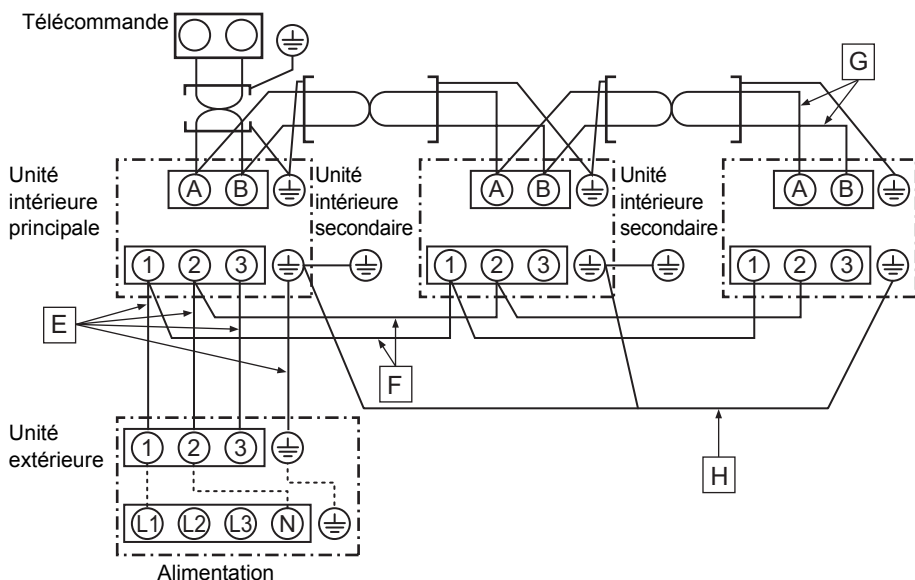 Télécommande
G
Unité
intérieure
principale
A B
Unité
intérieure
secondaire
A B
Unité
intérieure
secondaire
A B
1 2 3
1 2 3
1 2 3
E
F
H
Unité
extérieure
1 2 3
L1 L2 L3 N
Alimentation